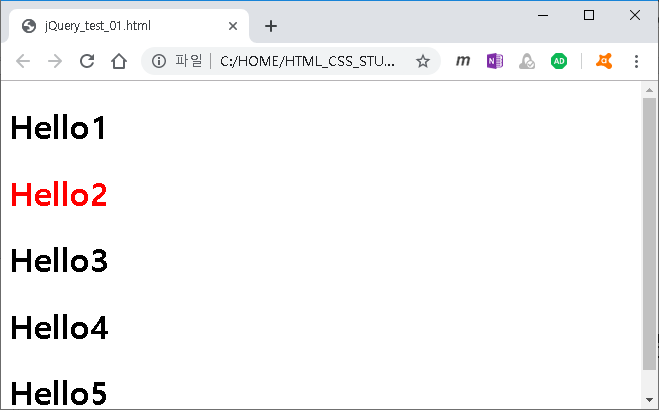 jQuery_test_01.html
파일 C:/HOME/HTML_CSS_STU... m N AD
Hello1
Hello2
Hello3
Hello4
Hello5